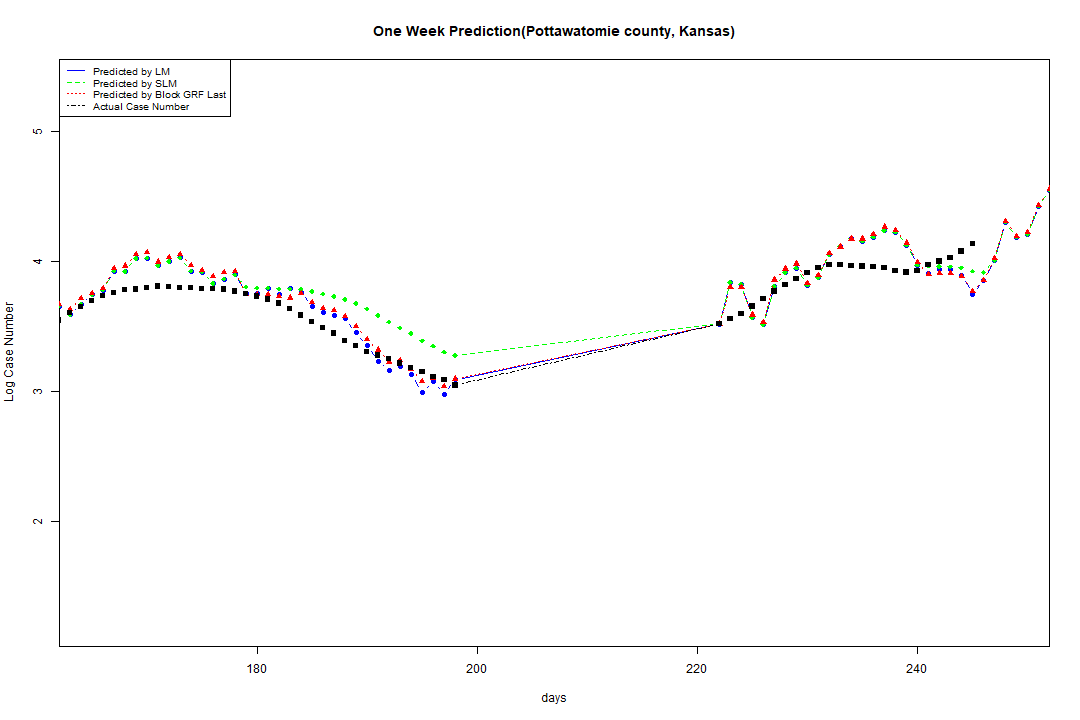 One Week Prediction(Pottawatomie county, Kansas)
Predicted by LM
Predicted by SLM
Predicted by Block GRF Last
Actual Case Number
5
4
3
2
Log Case Number
180 200 220 240
days